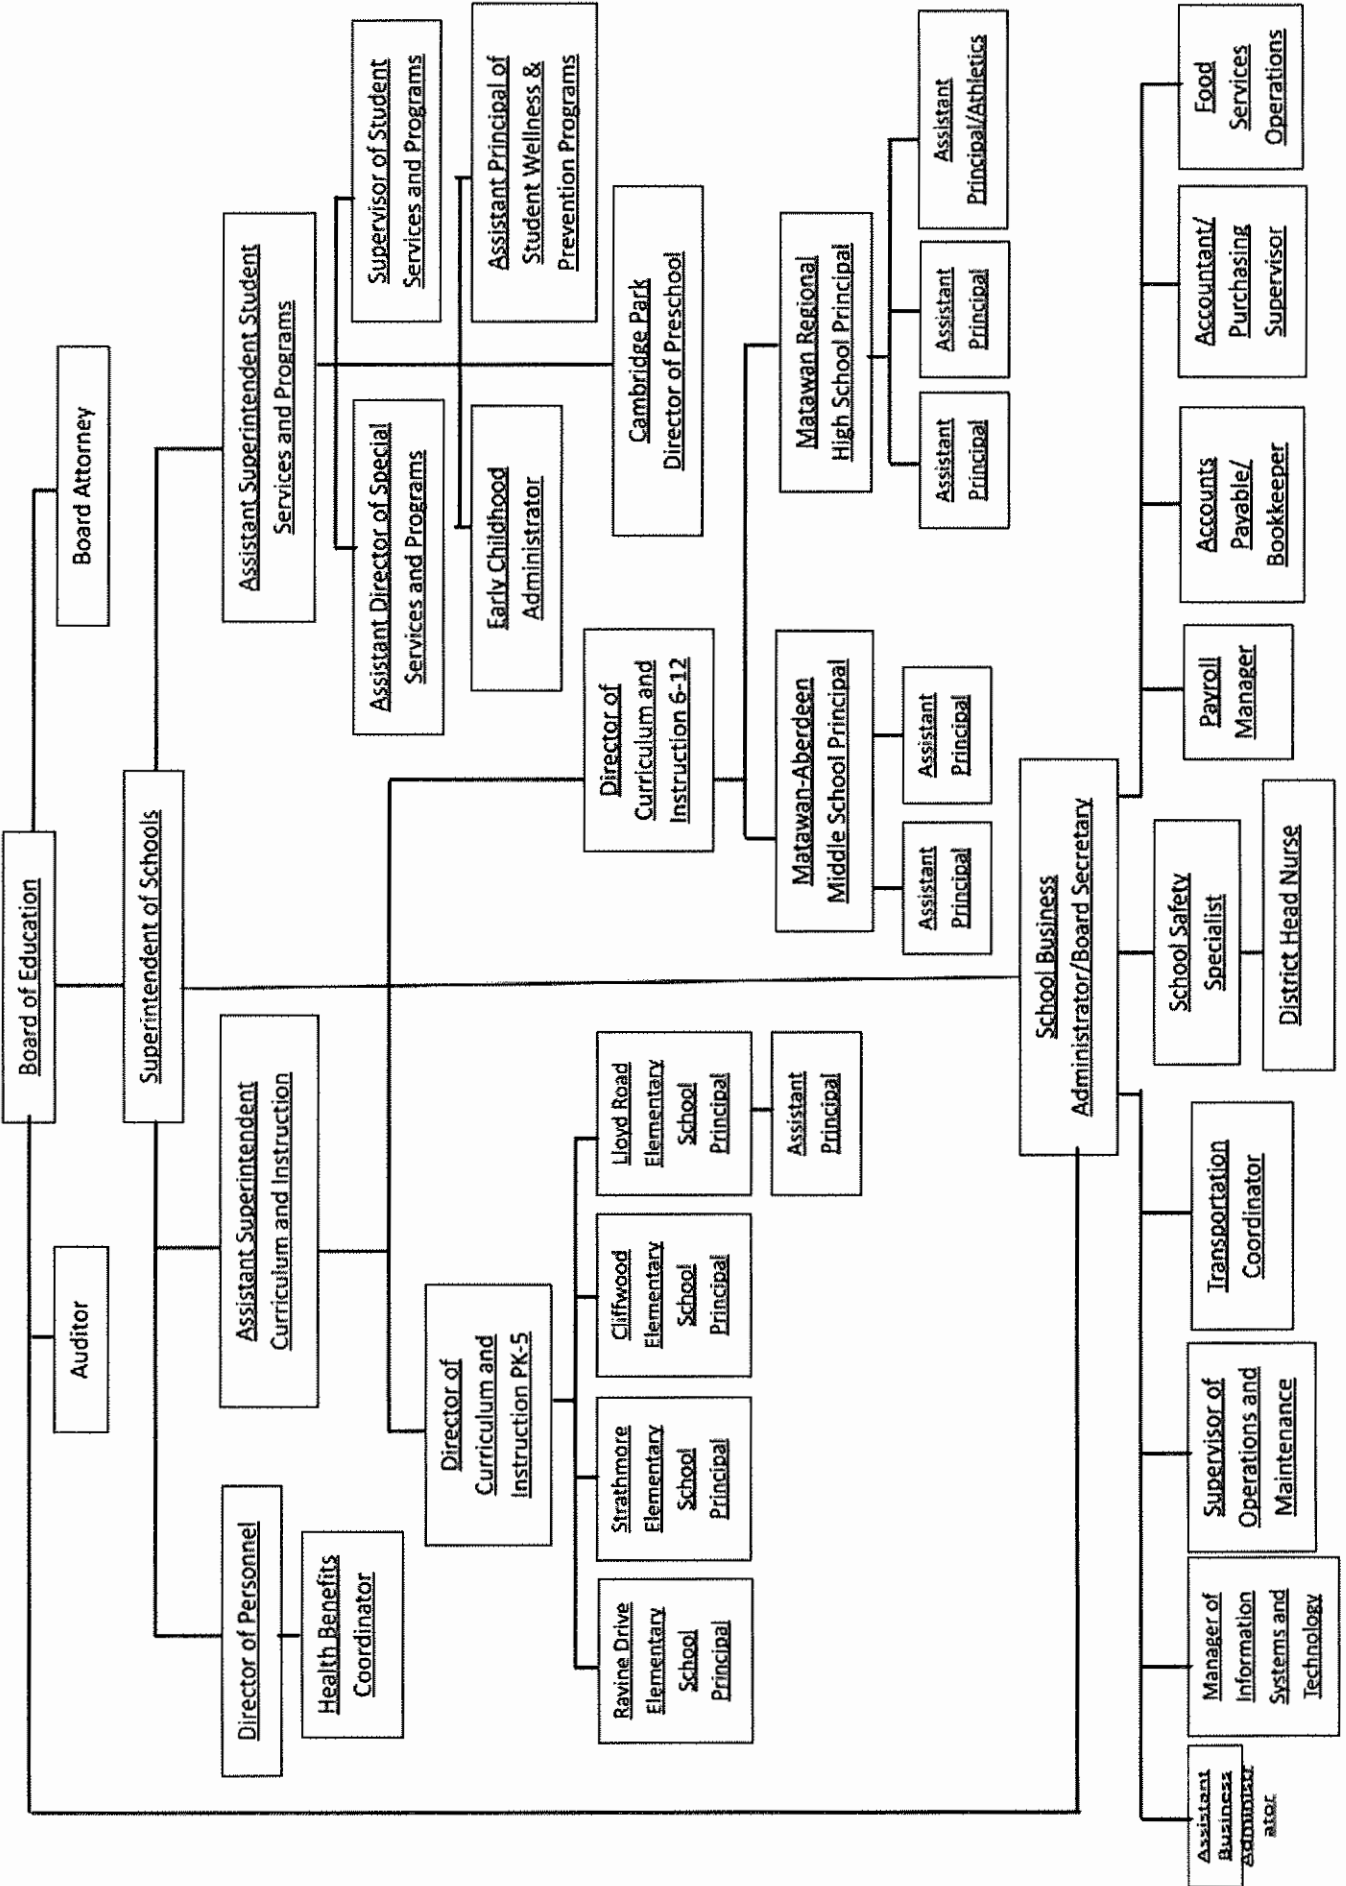 Board of Education
Auditor
Board Attorney
Superintendent of Schools
Director of Personnel
Health Benefits
Coordinator
Assistant Superintendent
Curriculum and Instruction
Assistant Superintendent Student
Services and Programs
Assistant Director of Special
Services and Programs
Supervisor of Student
Services and Programs
Early Childhood
Administrator
Assistant Principal of
Student Wellness &
Prevention Programs
Cambridge Park
Director of Preschool
Director of
Curriculum and
Instruction PK-5
Director of
Curriculum and
Instruction 6-12
Ravine Drive
Elementary
School
Principal
Strathmore
Elementary
School
Principal
Cliffwood
Elementary
School
Principal
Lloyd Road
Elementary
School
Principal
Assistant
Principal
Matawan-Aberdeen
Middle School Principal
Assistant
Principal
Assistant
Principal
Matawan Regional
High School Principal
Assistant
Principal
Assistant
Principal
Assistant
Principal/Athletics
School Business
Administrator/Board Secretary
Assistant
Business
Administr
ator
Manager of
Information
Systems and
Technology
Supervisor of
Operations and
Maintenance
Transportation
Coordinator
School Safety
Specialist
District Head Nurse
Payroll
Manager
Accounts
Payable/
Bookkeeper
Accountant/
Purchasing
Supervisor
Food
Services
Operations